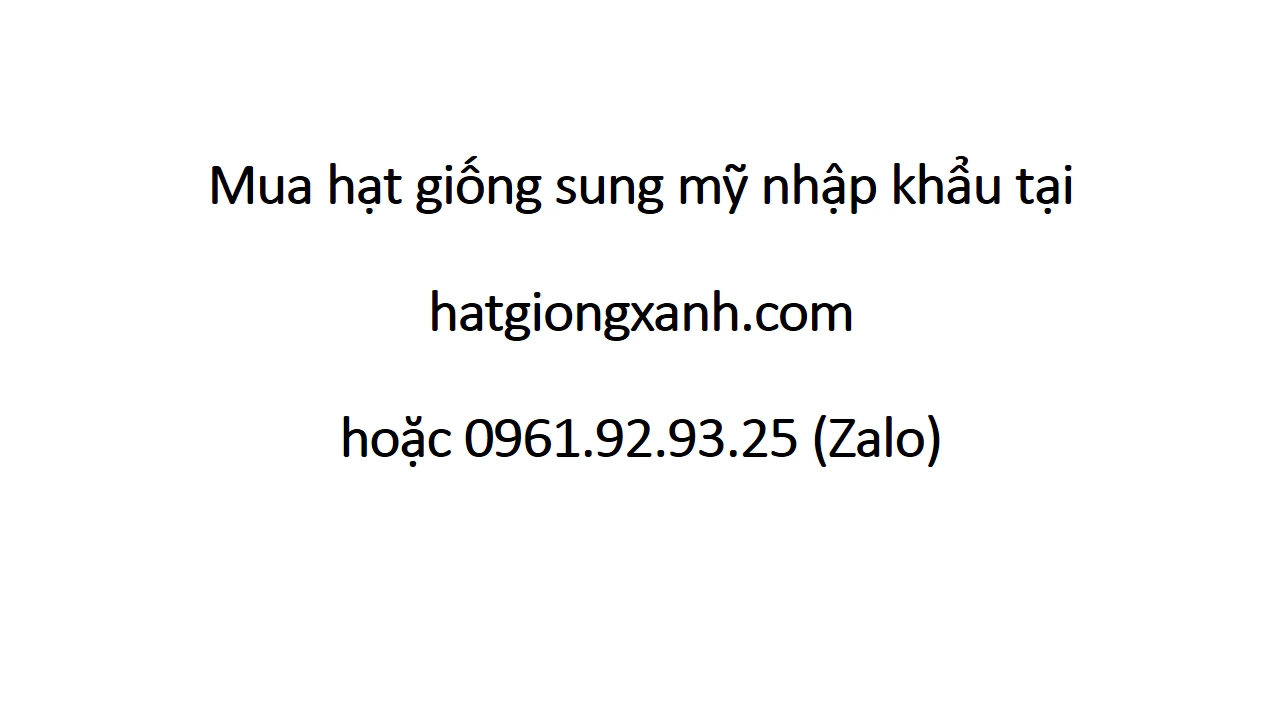 Mua hạt giống sung mỹ nhập khẩu tại
hatgiongxanh.com
hoặc 0961.92.93.25 (Zalo)